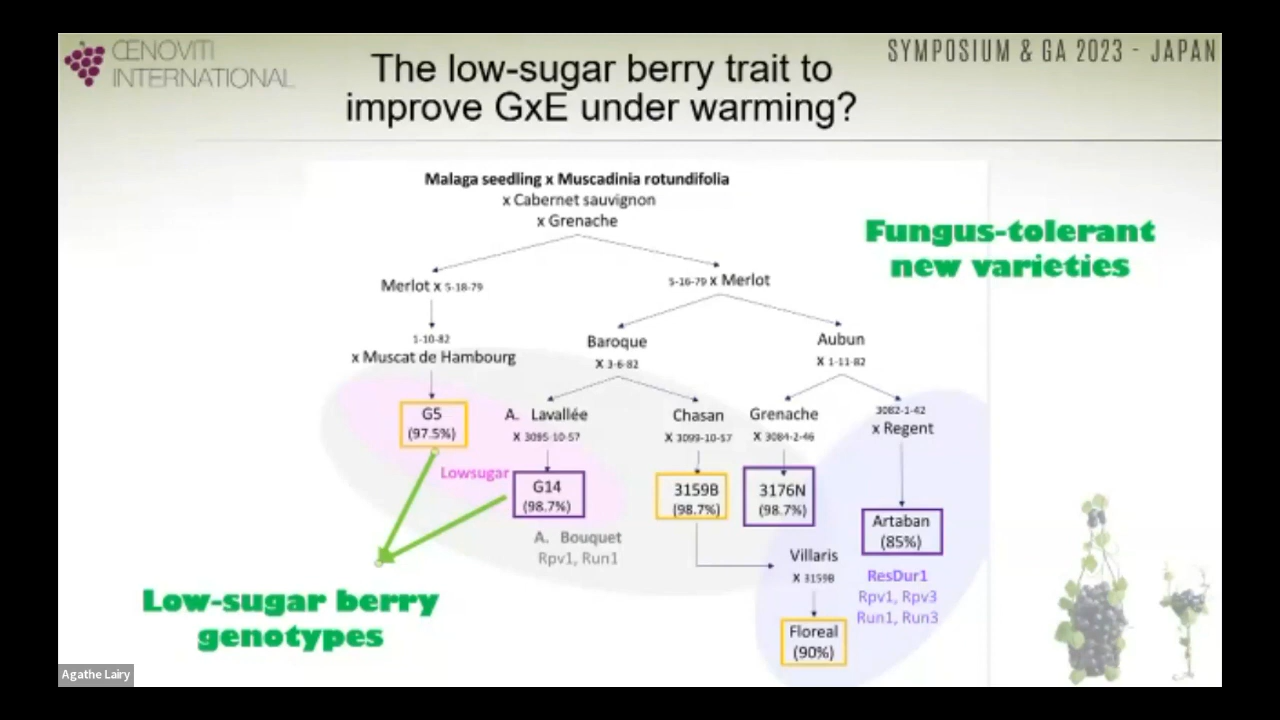 ŒNOVITI
INTERNATIONAL
SYMPOSIUM & GA 2023 - JAPAN
The low-sugar berry trait to
improve GxE under warming?
Malaga seedling x Muscadinia rotundifolia
x Cabernet sauvignon
x Grenache
Fungus-tolerant
new varieties
Merlot x 5-18-79
5-16-79 x Merlot
1-10-82
x Muscat de Hambourg
Baroque
X 3-6-82
Aubun
X 1-11-82
G5
(97.5%)
A. Lavallée
X 3095-10-57
Chasan
X 3099-10-57
Grenache
X 3084-2-46
3082-1-42
x Regent
Lowsugar
G14
(98.7%)
3159B
(98.7%)
3176N
(98.7%)
Artaban
(85%)
A. Bouquet
Rpv1, Run1
Villaris
X 3159B
ResDur1
Rpv1, Rpv3
Run1, Run3
Floreal
(90%)
Low-sugar berry
genotypes
Agathe Lairy